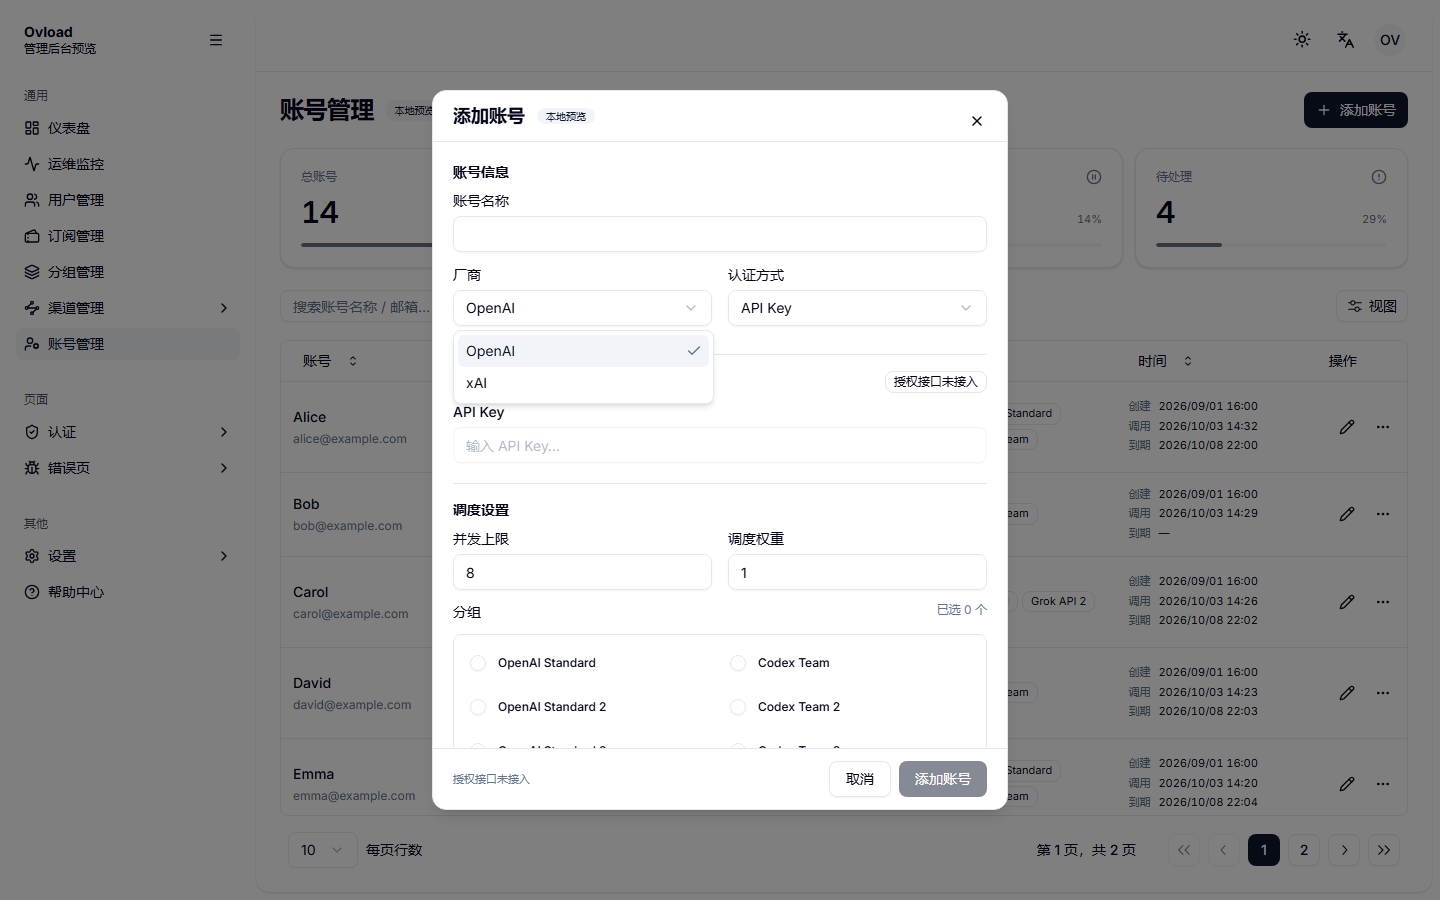 Ovload
管理后台预览
OV
通用
仪表盘
运维监控
用户管理
订阅管理
分组管理
渠道管理
账号管理
页面
认证
错误页
其他
设置
帮助中心
账号管理
本地预览
添加账号
总账号
14
14%
待处理
4
29%
搜索账号名称 / 邮箱...
视图
账号
时间
操作
Alice
alice@example.com
Standard
eam
创建 2026/09/01 16:00
调用 2026/10/03 14:32
到期 2026/10/08 22:00
Bob
bob@example.com
eam
创建 2026/09/01 16:00
调用 2026/10/03 14:29
到期 —
Carol
carol@example.com
Grok API 2
创建 2026/09/01 16:00
调用 2026/10/03 14:26
到期 2026/10/08 22:02
David
david@example.com
eam
创建 2026/09/01 16:00
调用 2026/10/03 14:23
到期 2026/10/08 22:03
Emma
emma@example.com
Standard
eam
创建 2026/09/01 16:00
调用 2026/10/03 14:20
到期 2026/10/08 22:04
10
每页行数
第 1 页，共 2 页
1
2
添加账号
本地预览
账号信息
账号名称
厂商
认证方式
OpenAI
API Key
OpenAI
xAI
授权接口未接入
API Key
输入 API Key...
调度设置
并发上限
调度权重
8
1
分组
已选 0 个
OpenAI Standard
Codex Team
OpenAI Standard 2
Codex Team 2
授权接口未接入
取消
添加账号